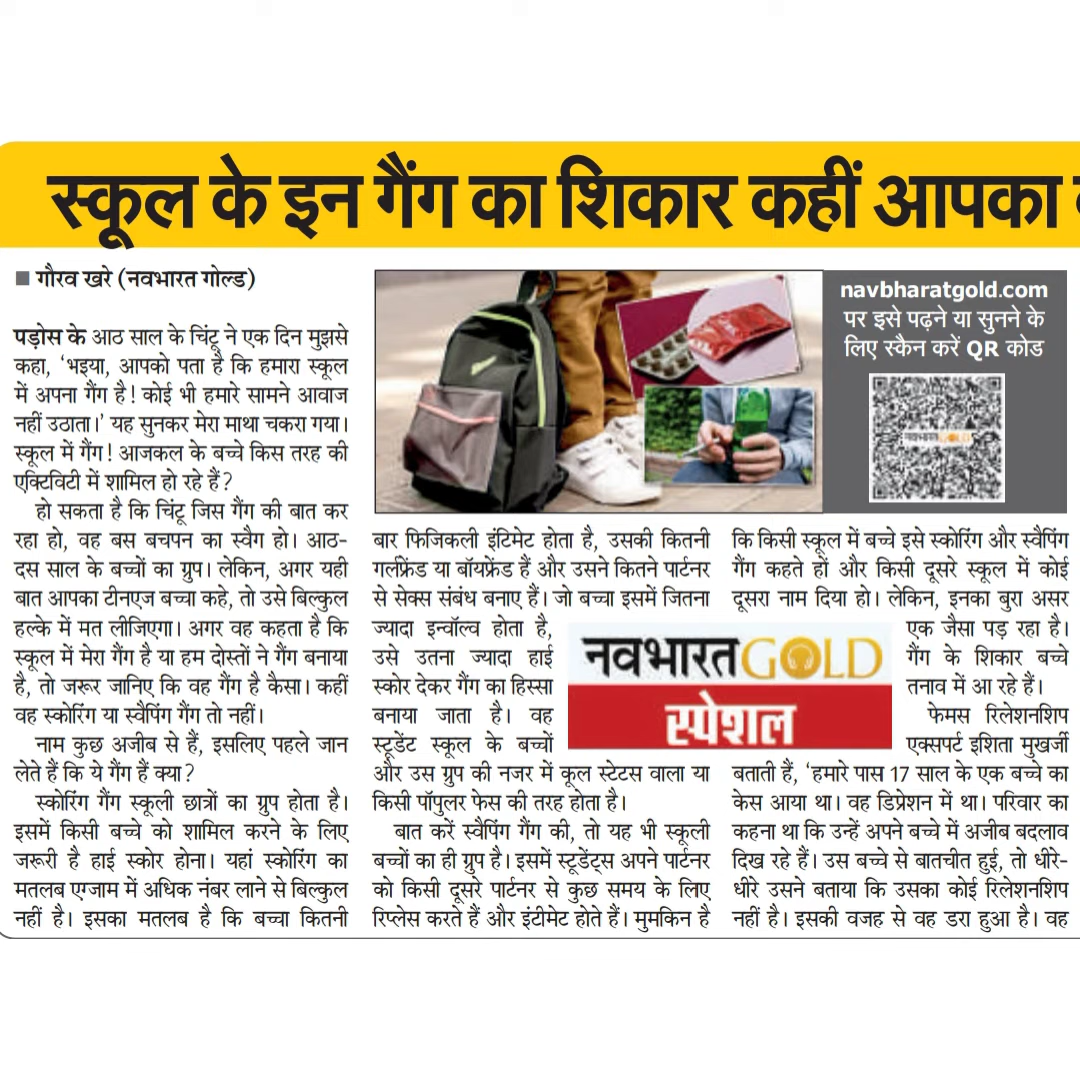 स्कूल के इन गैंग का शिकार कहीं आपका
■ गौरव खरे (नवभारत गोल्ड)
पड़ोस के आठ साल के चिंटू ने एक दिन मुझसे
कहा, ‘भइया, आपको पता है कि हमारा स्कूल
में अपना गैंग है! कोई भी हमारे सामने आवाज
नहीं उठाता।’ यह सुनकर मेरा माथा चकरा गया।
स्कूल में गैंग! आजकल के बच्चे किस तरह की
एक्टिविटी में शामिल हो रहे हैं?
हो सकता है कि चिंटू जिस गैंग की बात कर
रहा हो, वह बस बचपन का स्वैग हो। आठ-
दस साल के बच्चों का ग्रुप। लेकिन, अगर यही
बात आपका टीनएज बच्चा कहे, तो उसे बिल्कुल
हल्के में मत लीजिएगा। अगर वह कहता है कि
स्कूल में मेरा गैंग है या हम दोस्तों ने गैंग बनाया
है, तो जरूर जानिए कि वह गैंग है कैसा। कहीं
वह स्कोरिंग या स्वैपिंग गैंग तो नहीं।
नाम कुछ अजीब से हैं, इसलिए पहले जान
लेते हैं कि ये गैंग हैं क्या?
स्कोरिंग गैंग स्कूली छात्रों का ग्रुप होता है।
इसमें किसी बच्चे को शामिल करने के लिए
जरूरी है हाई स्कोर होना। यहां स्कोरिंग का
मतलब एग्जाम में अधिक नंबर लाने से बिल्कुल
नहीं है। इसका मतलब है कि बच्चा कितनी
navbharatgold.com
पर इसे पढ़ने या सुनने के
लिए स्कैन करें QR कोड
नवभारत GOLD
बार फिजिकली इंटिमेट होता है, उसकी कितनी
गर्लफ्रेंड या बॉयफ्रेंड हैं और उसने कितने पार्टनर
से सेक्स संबंध बनाए हैं। जो बच्चा इसमें जितना
ज्यादा इन्वॉल्व होता है,
उसे उतना ज्यादा हाई
स्कोर देकर गैंग का हिस्सा
बनाया जाता है। वह
स्टूडेंट स्कूल के बच्चों
और उस ग्रुप की नजर में कूल स्टेटस वाला या
किसी पॉपुलर फेस की तरह होता है।
बात करें स्वैपिंग गैंग की, तो यह भी स्कूली
बच्चों का ही ग्रुप है। इसमें स्टूडेंट्स अपने पार्टनर
को किसी दूसरे पार्टनर से कुछ समय के लिए
रिप्लेस करते हैं और इंटीमेट होते हैं। मुमकिन है
नवभारत GOLD
स्पेशल
कि किसी स्कूल में बच्चे इसे स्कोरिंग और स्वैपिंग
गैंग कहते हों और किसी दूसरे स्कूल में कोई
दूसरा नाम दिया हो। लेकिन, इनका बुरा असर
एक जैसा पड़ रहा है।
गैंग के शिकार बच्चे
तनाव में आ रहे हैं।
फेमस रिलेशनशिप
एक्सपर्ट इशिता मुखर्जी
बताती हैं, ‘हमारे पास 17 साल के एक बच्चे का
केस आया था। वह डिप्रेशन में था। परिवार का
कहना था कि उन्हें अपने बच्चे में अजीब बदलाव
दिख रहे हैं। उस बच्चे से बातचीत हुई, तो धीरे-
धीरे उसने बताया कि उसका कोई रिलेशनशिप
नहीं है। इसकी वजह से वह डरा हुआ है। वह